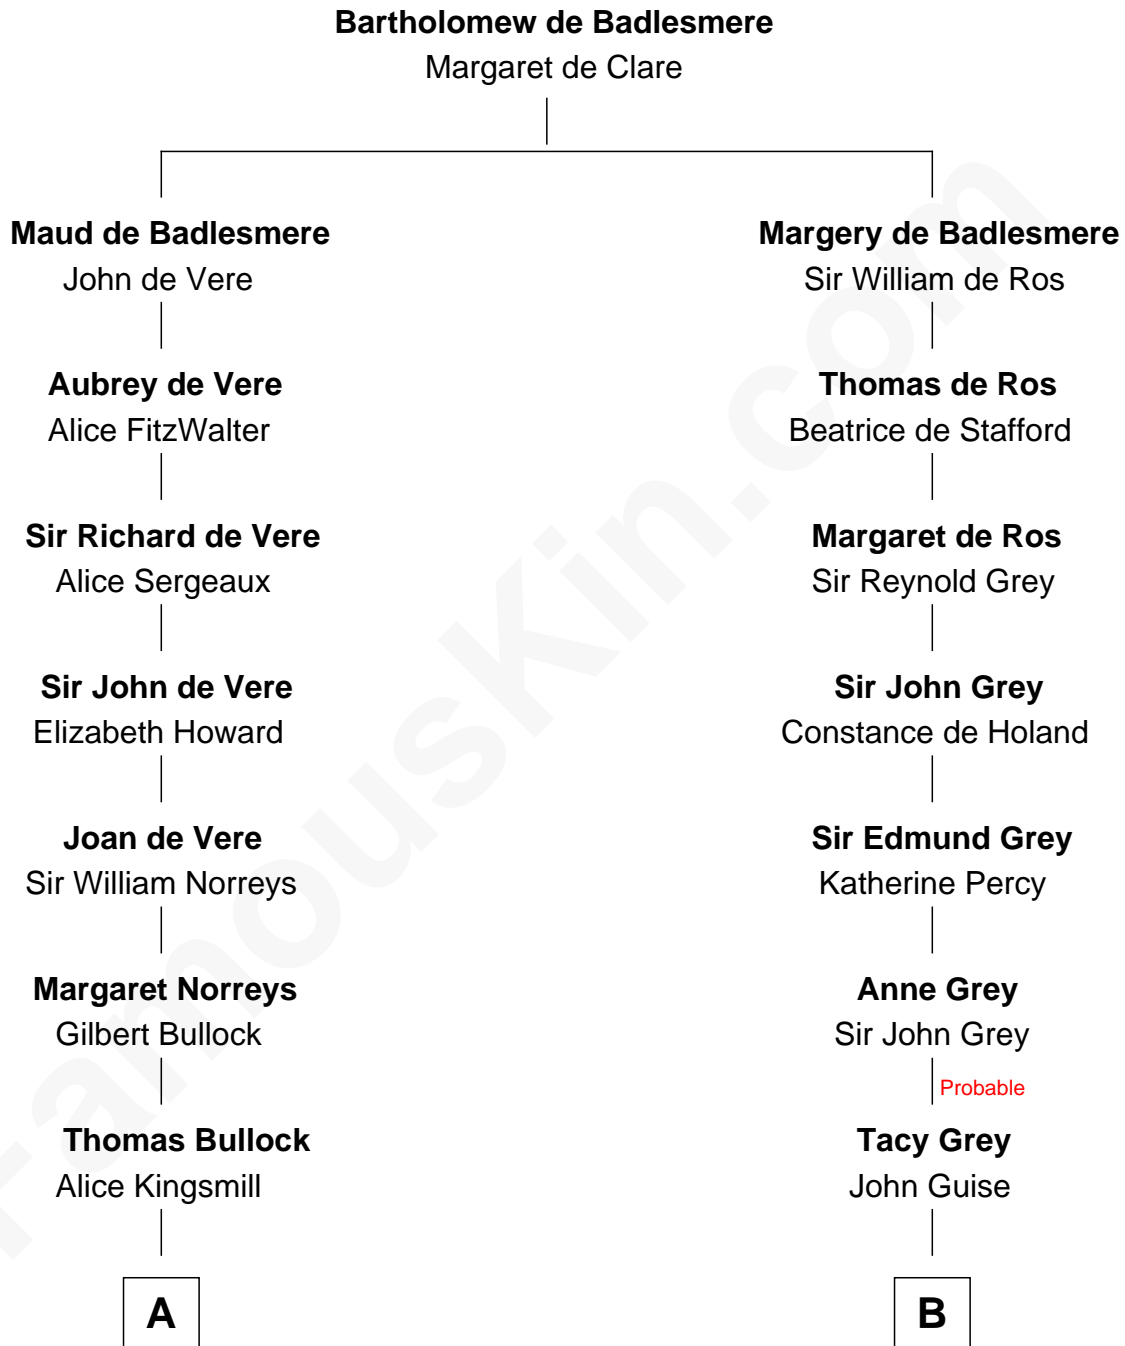 Bartholomew de Badlesmere
Margaret de Clare
Maud de Badlesmere
John de Vere
Margery de Badlesmere
Sir William de Ros
Aubrey de Vere
Alice FitzWalter
Thomas de Ros
Beatrice de Stafford
Sir Richard de Vere
Alice Sergeaux
Margaret de Ros
Sir Reynold Grey
Sir John de Vere
Elizabeth Howard
Sir John Grey
Constance de Holand
Joan de Vere
Sir William Norreys
Sir Edmund Grey
Katherine Percy
Margaret Norreys
Gilbert Bullock
Anne Grey
Sir John Grey
Probable
Thomas Bullock
Alice Kingsmill
Tacy Grey
John Guise
A
B
FamousKin.com